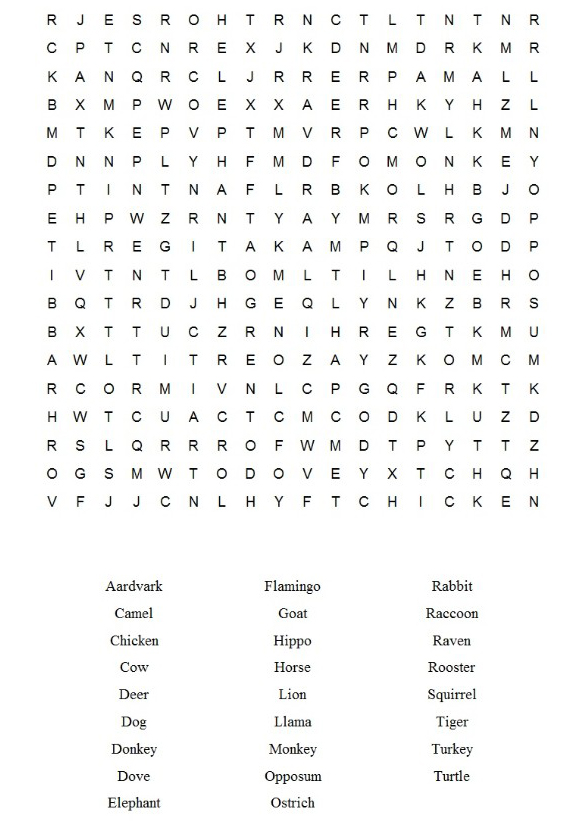 R J E S R O H T R N C T L T N T N R
C P T C N R E X J K D N M D R K M R
K A N Q R C L J R R E R P A M A L L
B X M P W O E X X A E R H K Y H Z L
M T K E P V P T M V R P C W L K M N
D N N P L Y H F M D F O M O N K E Y
P T I N T N A F L R B K O L H B J O
E H P W Z R N T Y A Y M R S R G D P
T L R E G I T A K A M P Q J T O D P
I V T N T L B O M L T I L H N E H O
B Q T R D J H G E Q L Y N K Z B R S
B X T T U C Z R N I H R E G T K M U
A W L T I T R E O Z A Y Z K O M C M
R C O R M I V N L C P G Q F R K T K
H W T C U A C T C M C O D K L U Z D
R S L Q R R R O F W M D T P Y T T Z
O G S M W T O D O V E Y X T C H Q H
V F J J C N L H Y F T C H I C K E N
Aardvark Flamingo Rabbit
Camel Goat Raccoon
Chicken Hippo Raven
Cow Horse Rooster
Deer Lion Squirrel
Dog Llama Tiger
Donkey Monkey Turkey
Dove Opposum Turtle
Elephant Ostrich